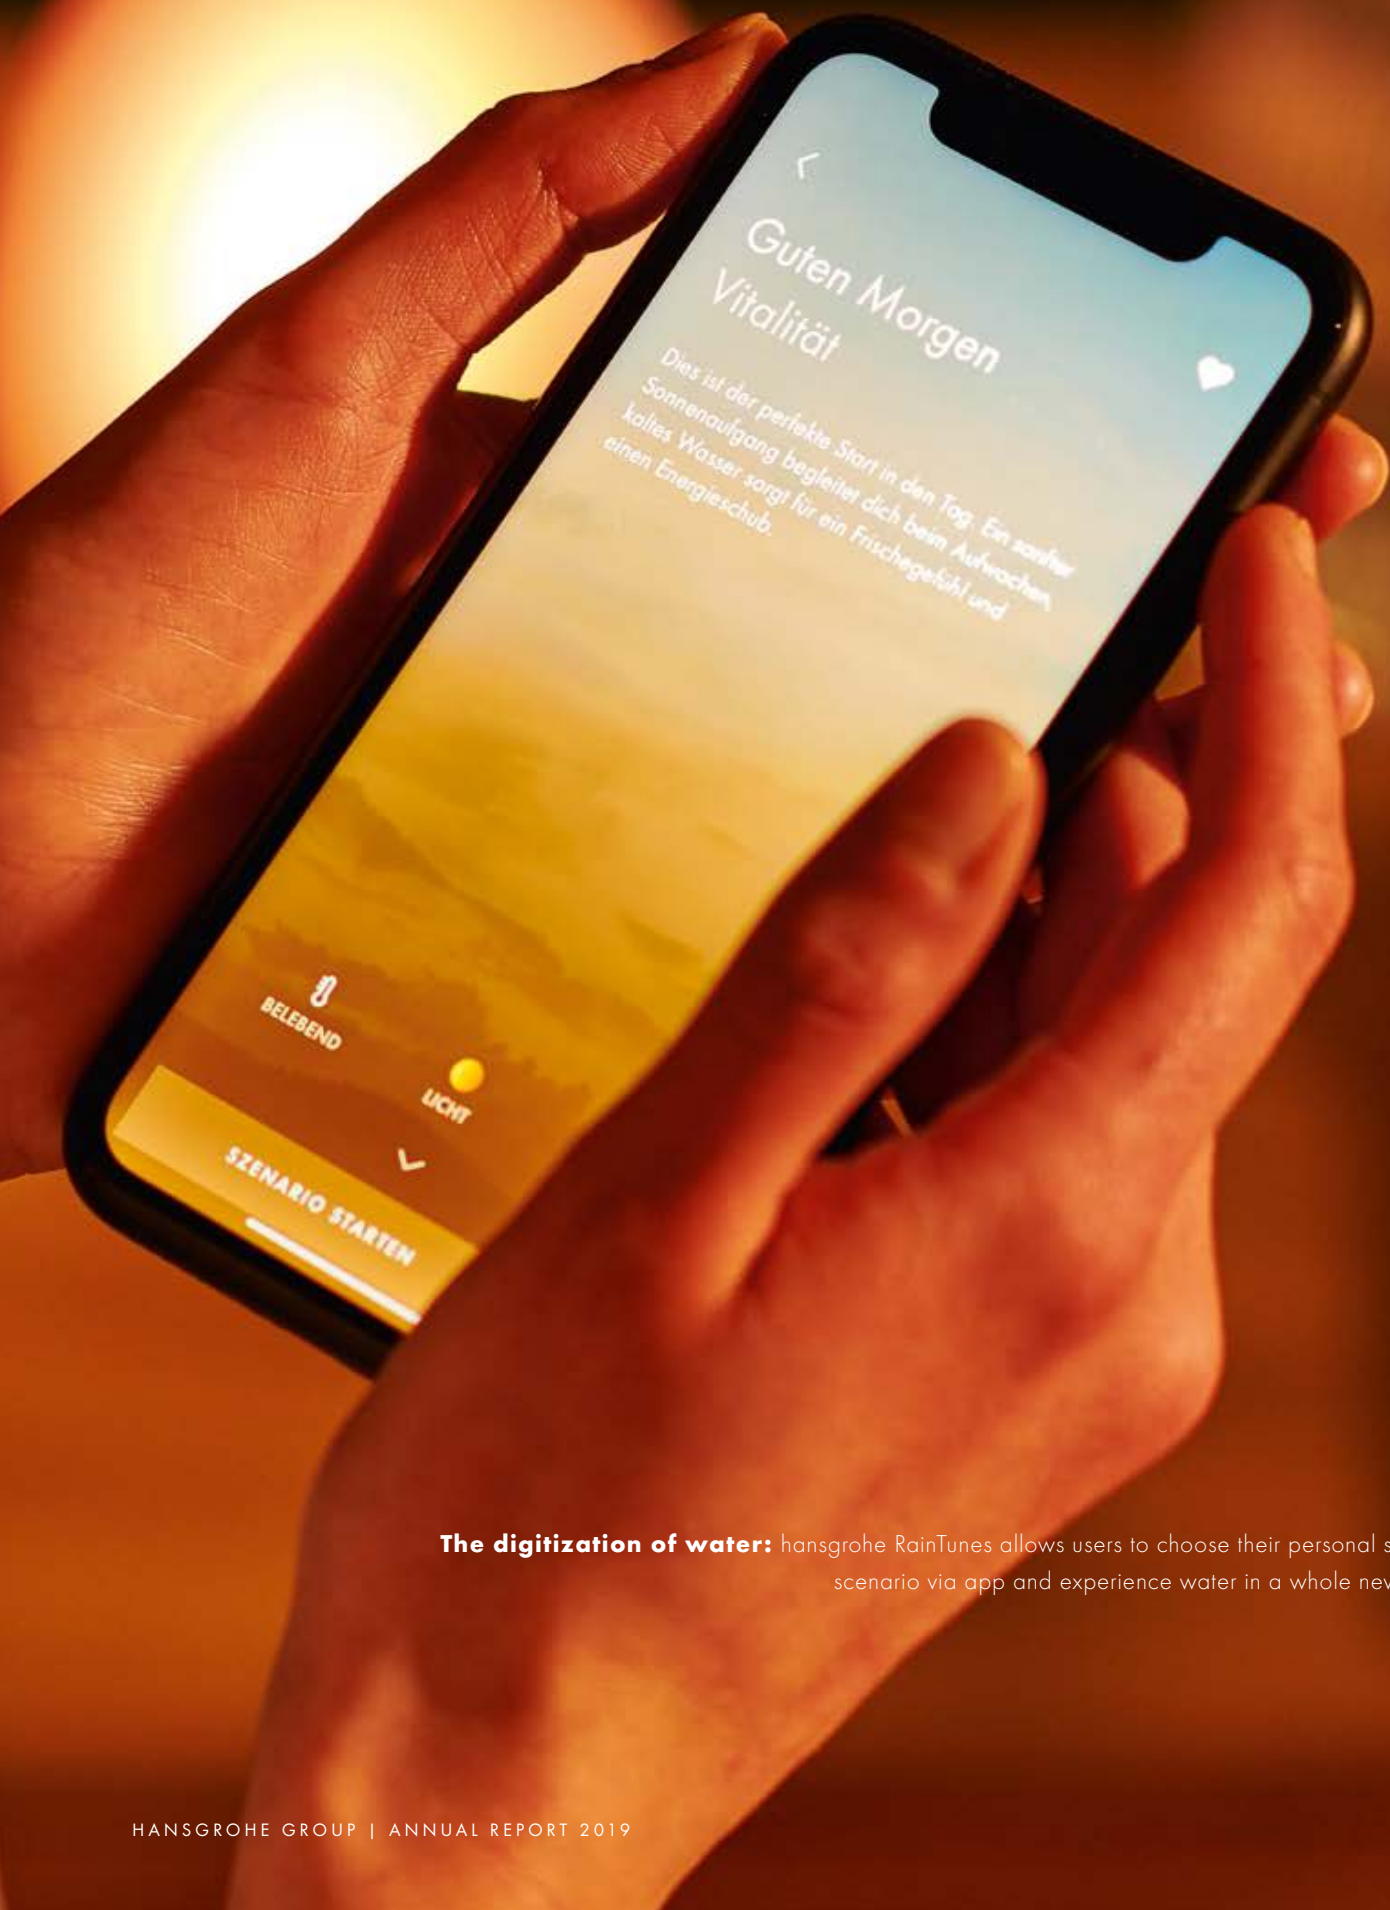 Guten Morgen
Vitalität
Dies ist der perfekte Start in den Tag. Ein sanfter
Sonnenaufgang begleitet dich beim Aufwachen,
kaltes Wasser sorgt für ein Frischegefühl und
einen Energieschub.
BELEBEND
LICHT
SZENARIO STARTEN
The digitization of water: hansgrohe RainTunes allows users to choose their personal
scenario via app and experience water in a whole
HANSGROHE GROUP | ANNUAL REPORT 2019